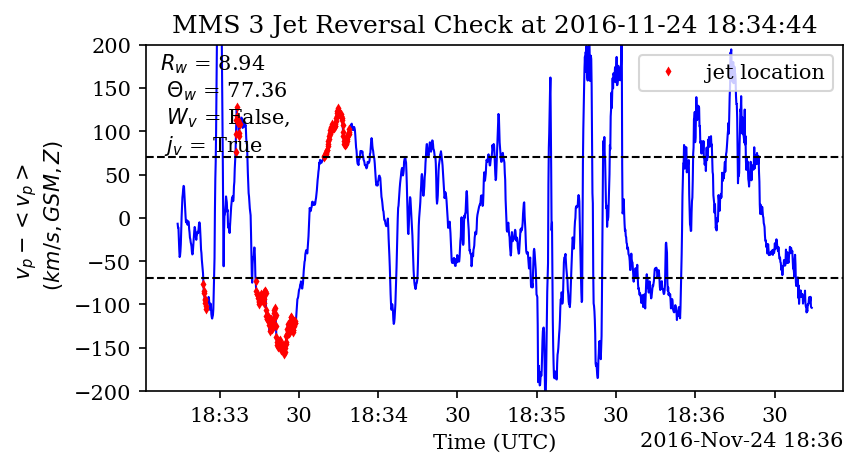 MMS 3 Jet Reversal Check at 2016-11-24 18:34:44
R_w = 8.94
Θ_w = 77.36
W_v = False,
j_v = True
jet location
v_p − <v_p>
(km/s, GSM, Z)
200
150
100
50
0
−50
−100
−150
−200
18:33 30 18:34 30 18:35 30 18:36 30
Time (UTC) 2016-Nov-24 18:36